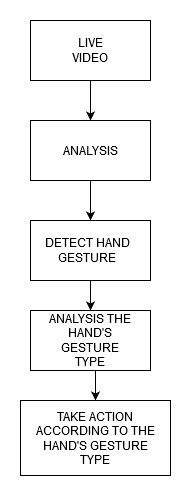 LIVE
VIDEO
ANALYSIS
DETECT HAND
GESTURE
ANALYSIS THE
HAND'S
GESTURE
TYPE
TAKE ACTION
ACCORDING TO THE
HAND'S GESTURE
TYPE